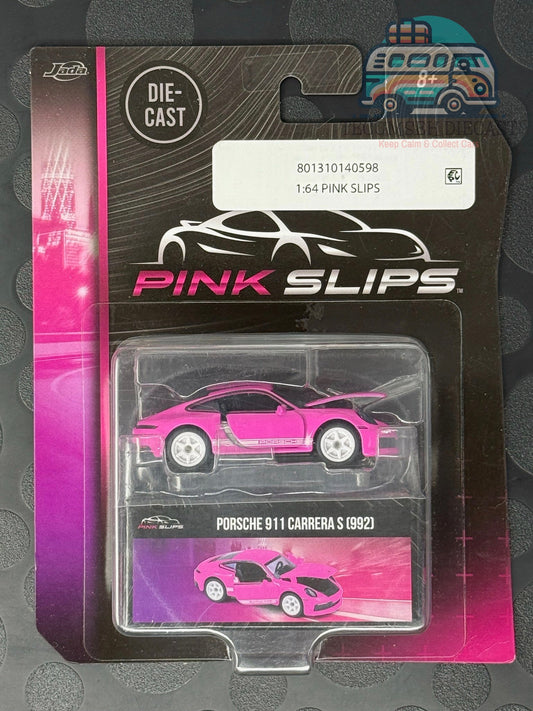 Jada
DIE-
CAST
8+
Keep Calm & Collect Cars
801310140598
1:64 PINK SLIPS
PINK SLIPS™
PORSCHE
PINK SLIPS
PORSCHE 911 CARRERA S (992)